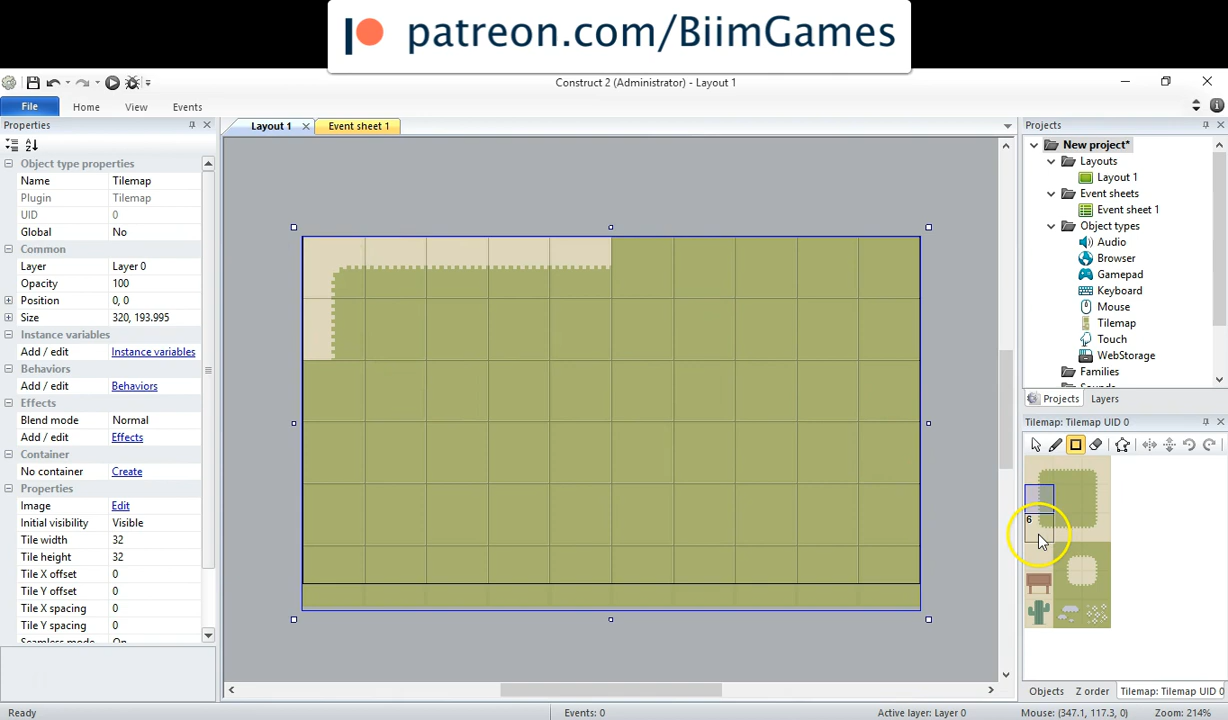 patreon.com/BiimGames
Construct 2 (Administrator) - Layout 1
File
Home
View
Events
Properties
Layout 1
Event sheet 1
Projects
Object type properties
Name Tilemap
Plugin Tilemap
UID 0
Global No
Common
Layer Layer 0
Opacity 100
Position 0, 0
Size 320, 193.995
Instance variables
Add / edit Instance variables
Behaviors
Add / edit Behaviors
Effects
Blend mode Normal
Add / edit Effects
Container
No container Create
Properties
Image Edit
Initial visibility Visible
Tile width 32
Tile height 32
Tile X offset 0
Tile Y offset 0
Tile X spacing 0
Tile Y spacing 0
Seamless mode On
New project*
Layouts
Layout 1
Event sheets
Event sheet 1
Object types
Audio
Browser
Gamepad
Keyboard
Mouse
Tilemap
Touch
WebStorage
Families
Sounds
Projects
Layers
Tilemap: Tilemap UID 0
6
Objects
Z order
Tilemap: Tilemap UID 0
Ready
Events: 0
Active layer: Layer 0
Mouse: (347.1, 117.3, 0)
Zoom: 214%